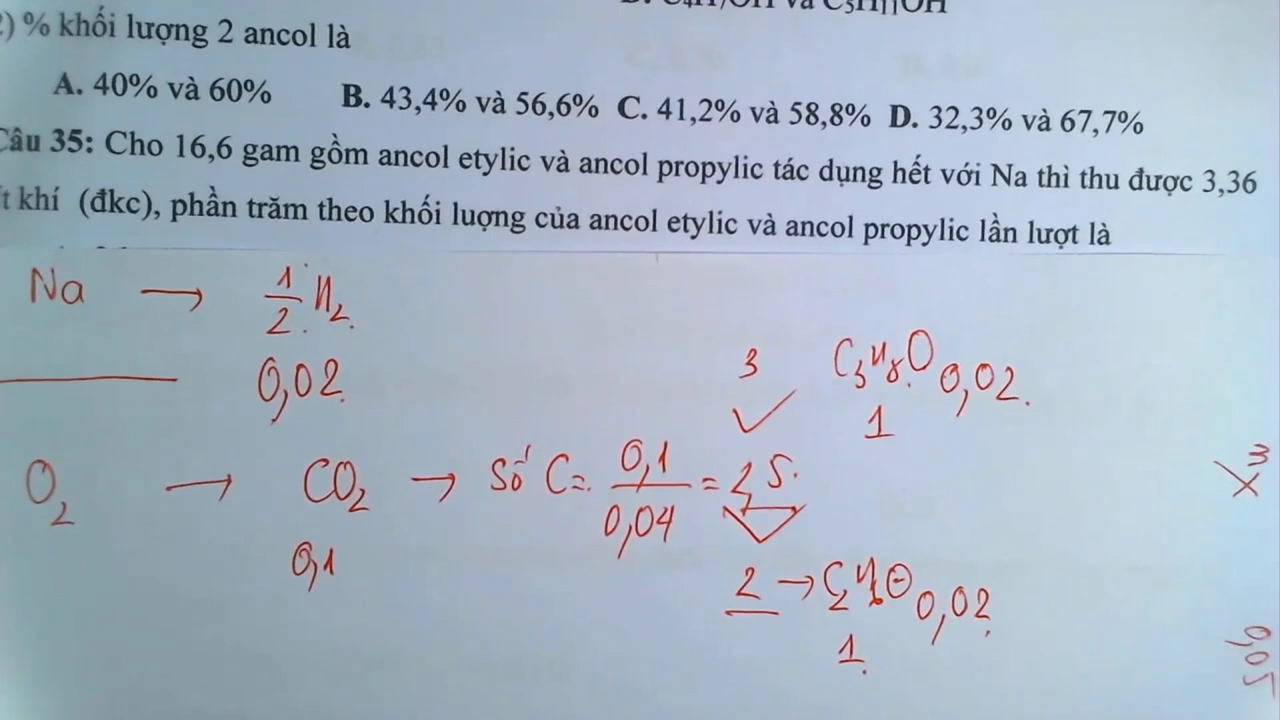 % khối lượng 2 ancol là
A. 40% và 60% B. 43,4% và 56,6% C. 41,2% và 58,8% D. 32,3% và 67,7%
Câu 35: Cho 16,6 gam gồm ancol etylic và ancol propylic tác dụng hết với Na thì thu được 3,36
khí (đkc), phần trăm theo khối luợng của ancol etylic và ancol propylic lần lượt là
Na → 1/2 H2
0,02
3 C3H8O 0,02
1
O2 → CO2 → Số C = 0,1/0,04 = 2,5
0,1
2 → C2H6O 0,02
1
0,05